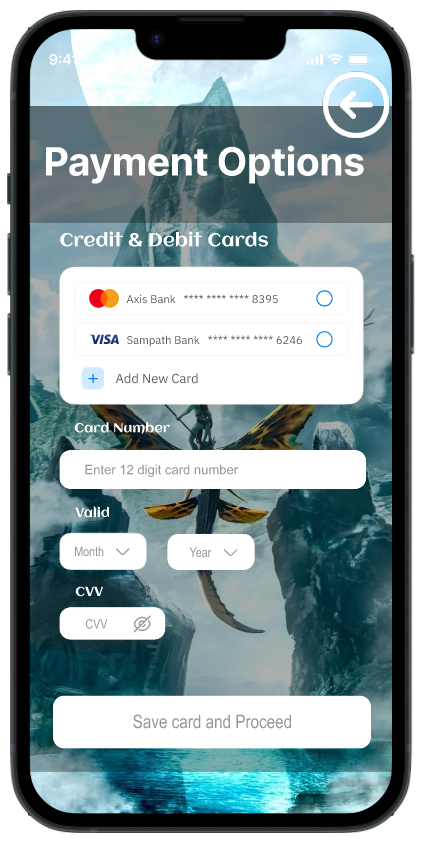 9:41
Payment Options
Credit & Debit Cards
Axis Bank **** **** **** 8395
VISA Sampath Bank **** **** **** 6246
+ Add New Card
Card Number
Enter 12 digit card number
Valid
Month Year
CVV
CVV
Save card and Proceed